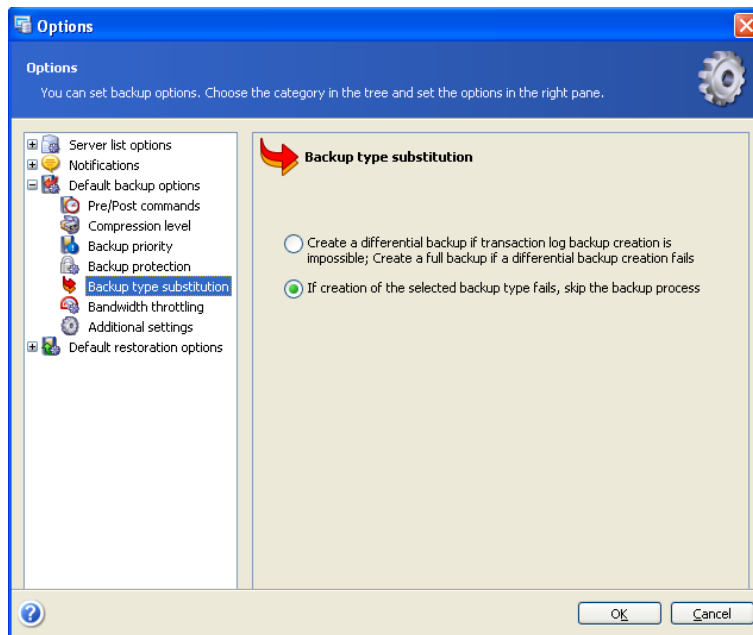 Options
Options
You can set backup options. Choose the category in the tree and set the options in the right pane.
Server list options
Notifications
Default backup options
Pre/Post commands
Compression level
Backup priority
Backup protection
Backup type substitution
Bandwidth throttling
Additional settings
Default restoration options
Backup type substitution
Create a differential backup if transaction log backup creation is
impossible; Create a full backup if a differential backup creation fails
If creation of the selected backup type fails, skip the backup process
OK
Cancel